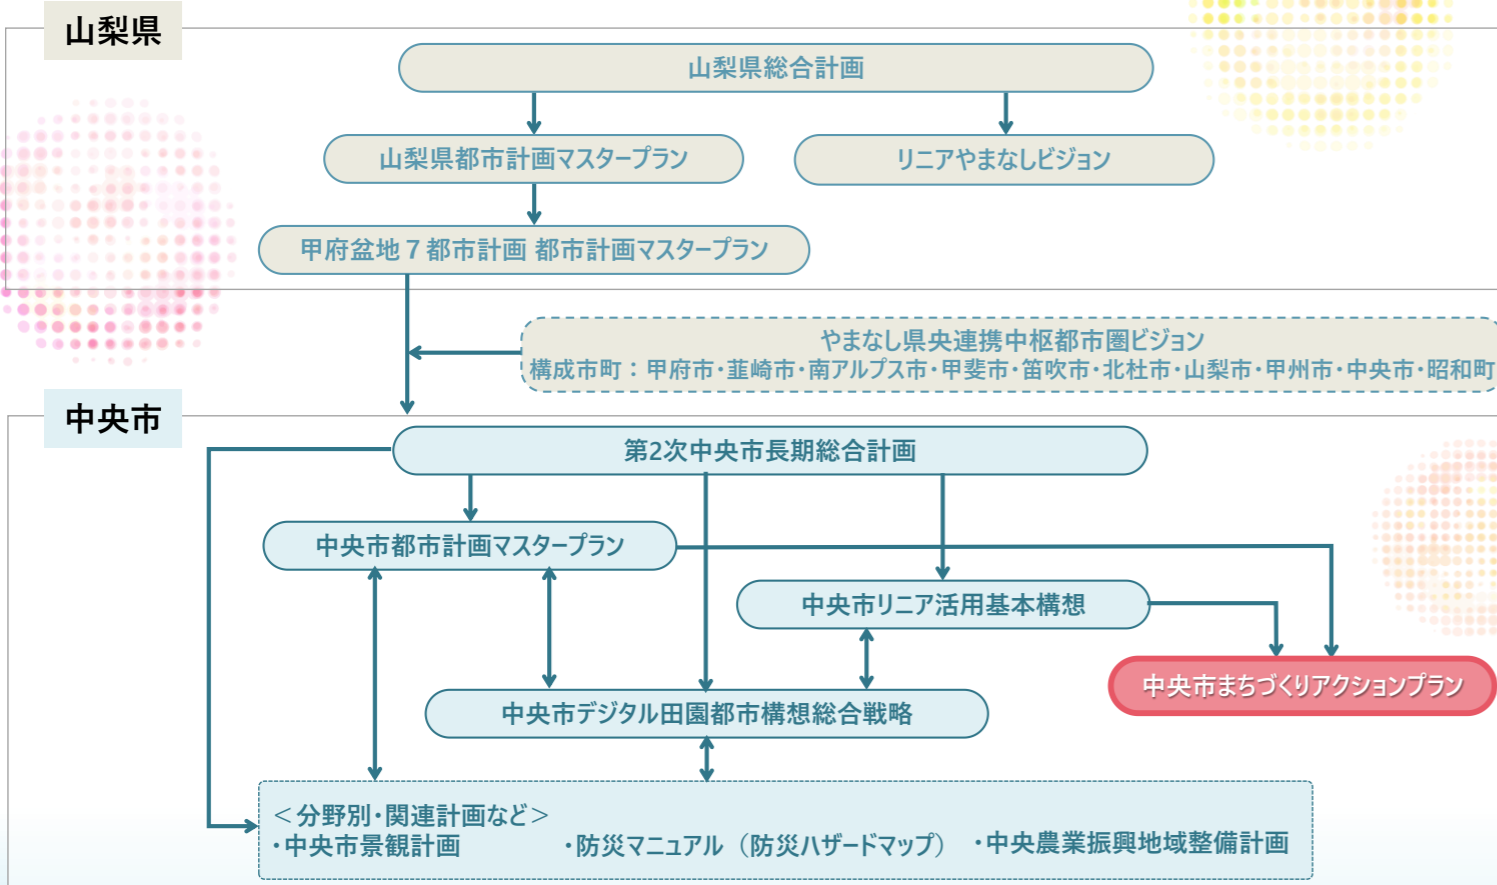 山梨県
山梨県総合計画
山梨県都市計画マスタープラン
リニアやまなしビジョン
甲府盆地7都市計画 都市計画マスタープラン
やまなし県央連携中枢都市圏ビジョン
構成市町：甲府市・韮崎市・南アルプス市・甲斐市・笛吹市・北杜市・山梨市・甲州市・中央市・昭和町
中央市
第2次中央市長期総合計画
中央市都市計画マスタープラン
中央市リニア活用基本構想
中央市まちづくりアクションプラン
中央市デジタル田園都市構想総合戦略
＜分野別・関連計画など＞
・中央市景観計画
・防災マニュアル（防災ハザードマップ）
・中央農業振興地域整備計画